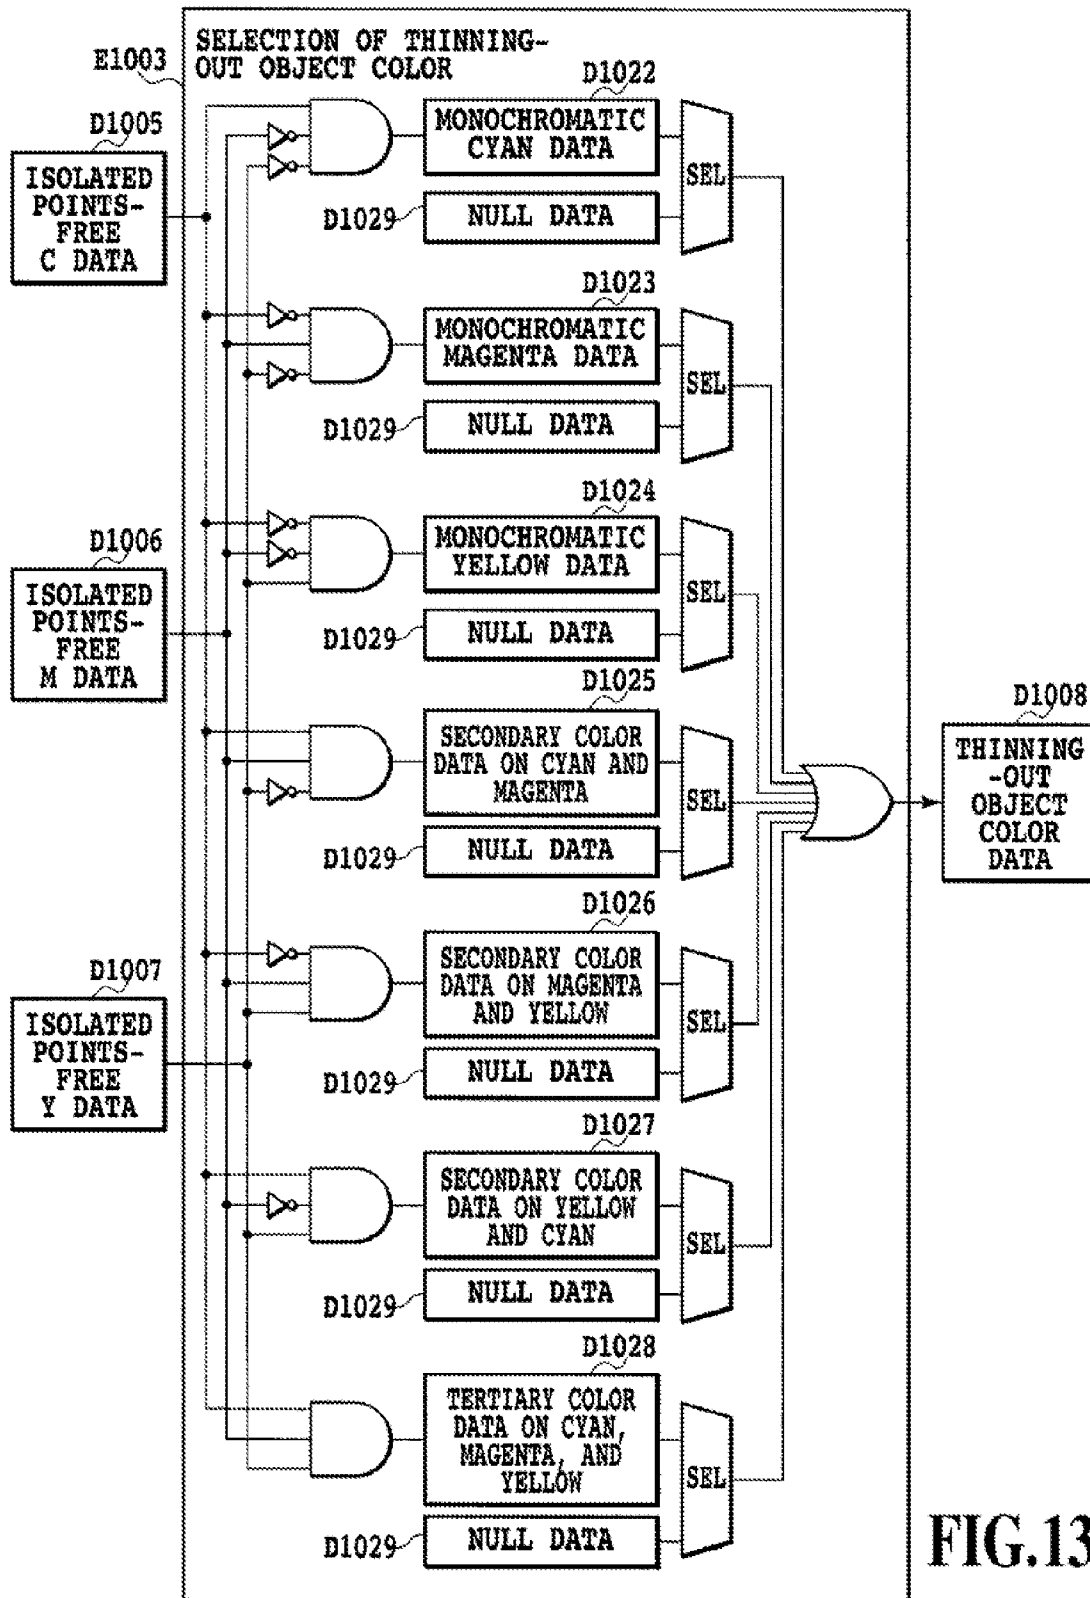 SELECTION OF THINNING-
OUT OBJECT COLOR
E1003
D1005
ISOLATED
POINTS-
FREE
C DATA
D1022
MONOCHROMATIC
CYAN DATA
D1029
NULL DATA
SEL
D1023
MONOCHROMATIC
MAGENTA DATA
D1029
NULL DATA
SEL
D1024
MONOCHROMATIC
YELLOW DATA
D1029
NULL DATA
SEL
D1006
ISOLATED
POINTS-
FREE
M DATA
D1025
SECONDARY COLOR
DATA ON CYAN AND
MAGENTA
D1029
NULL DATA
SEL
D1008
THINNING
-OUT
OBJECT
COLOR
DATA
D1026
SECONDARY COLOR
DATA ON MAGENTA
AND YELLOW
D1029
NULL DATA
SEL
D1007
ISOLATED
POINTS-
FREE
Y DATA
D1027
SECONDARY COLOR
DATA ON YELLOW
AND CYAN
D1029
NULL DATA
SEL
D1028
TERTIARY COLOR
DATA ON CYAN,
MAGENTA, AND
YELLOW
D1029
NULL DATA
SEL
FIG.13